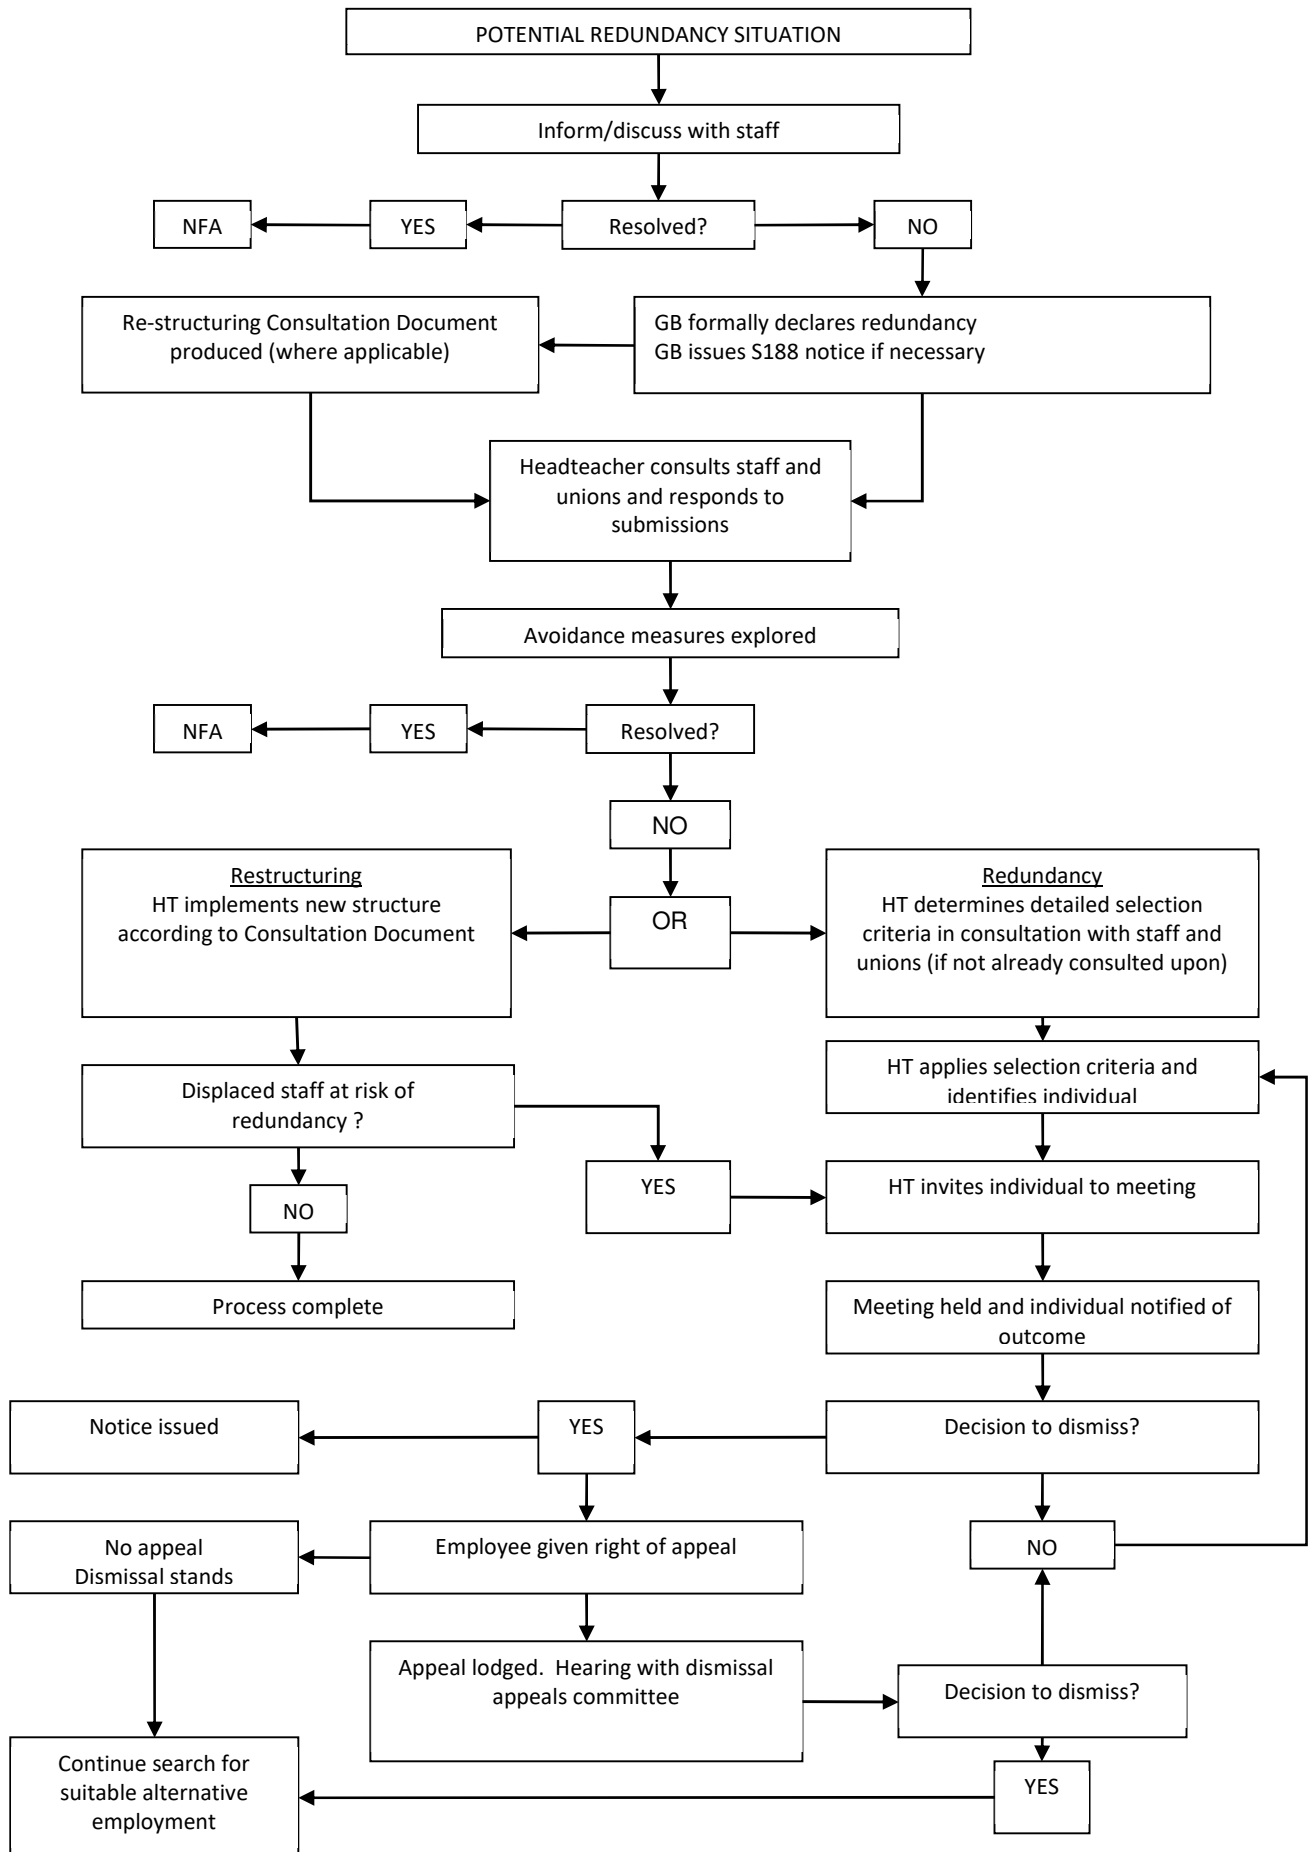 POTENTIAL REDUNDANCY SITUATION
Inform/discuss with staff
NFA
YES
Resolved?
NO
Re-structuring Consultation Document
produced (where applicable)
GB formally declares redundancy
GB issues S188 notice if necessary
Headteacher consults staff and
unions and responds to
submissions
Avoidance measures explored
NFA
YES
Resolved?
NO
Restructuring
HT implements new structure
according to Consultation Document
OR
Redundancy
HT determines detailed selection
criteria in consultation with staff and
unions (if not already consulted upon)
Displaced staff at risk of
redundancy ?
HT applies selection criteria and
identifies individual
YES
HT invites individual to meeting
NO
Process complete
Meeting held and individual notified of
outcome
Notice issued
YES
Decision to dismiss?
No appeal
Dismissal stands
Employee given right of appeal
NO
Appeal lodged.  Hearing with dismissal
appeals committee
Decision to dismiss?
Continue search for
suitable alternative
employment
YES